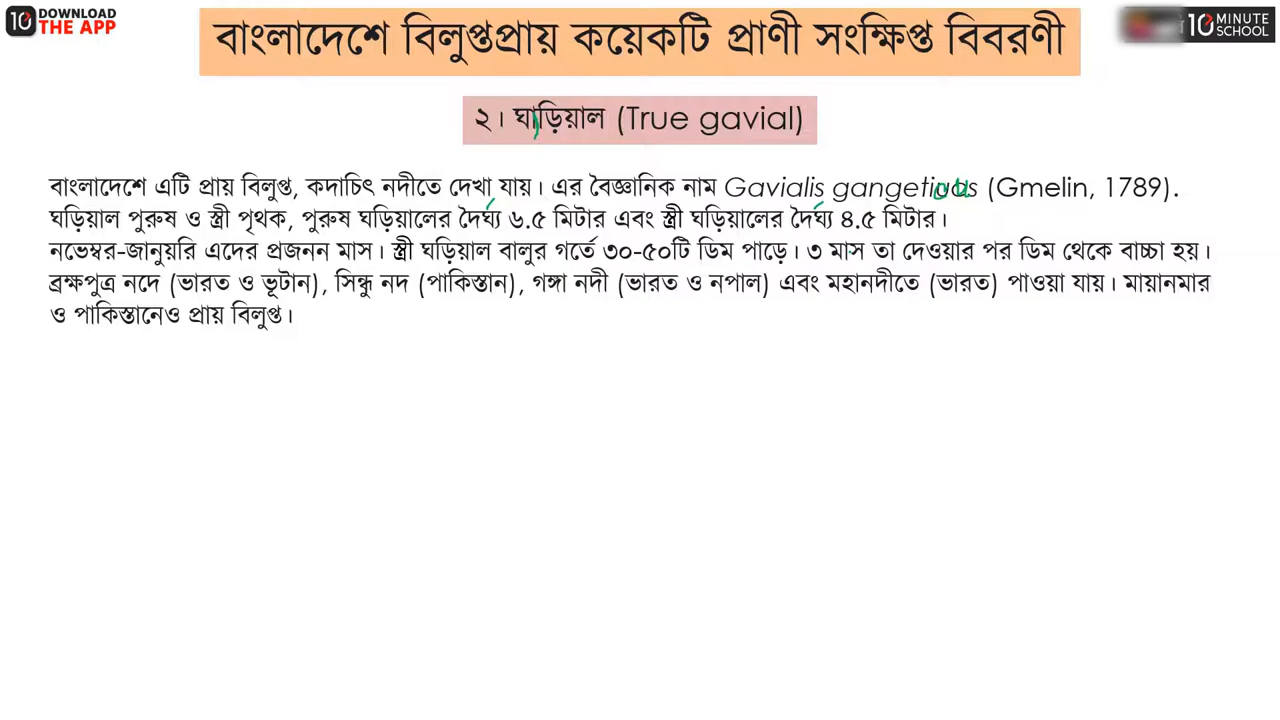 10 DOWNLOAD THE APP
10 MINUTE SCHOOL
বাংলাদেশে বিলুপ্তপ্রায় কয়েকটি প্রাণী সংক্ষিপ্ত বিবরণী
২। ঘাড়িয়াল (True gavial)
বাংলাদেশে এটি প্রায় বিলুপ্ত, কদাচিৎ নদীতে দেখা যায়। এর বৈজ্ঞানিক নাম Gavialis (Gmelin, 1789).
ঘড়িয়াল পুরুষ ও স্ত্রী পৃথক, পুরুষ ঘড়িয়ালের দৈর্ঘ্য ৬.৫ মিটার এবং স্ত্রী ঘড়িয়ালের দৈর্ঘ্য ৪.৫ মিটার।
নভেম্বর-জানুয়রি এদের প্রজনন মাস। স্ত্রী ঘড়িয়াল বালুর গর্তে ৩০-৫০টি ডিম পাড়ে। ৩ মাস তা দেওয়ার পর ডিম থেকে বাচ্চা হয়।
ব্রহ্মপুত্র নদে (ভারত ও ভূটান), সিন্ধু নদ (পাকিস্তান), গঙ্গা নদী (ভারত ও নপাল) এবং মহানদীতে (ভারত) পাওয়া যায়। মায়ানমার
ও পাকিস্তানেও প্রায় বিলুপ্ত।